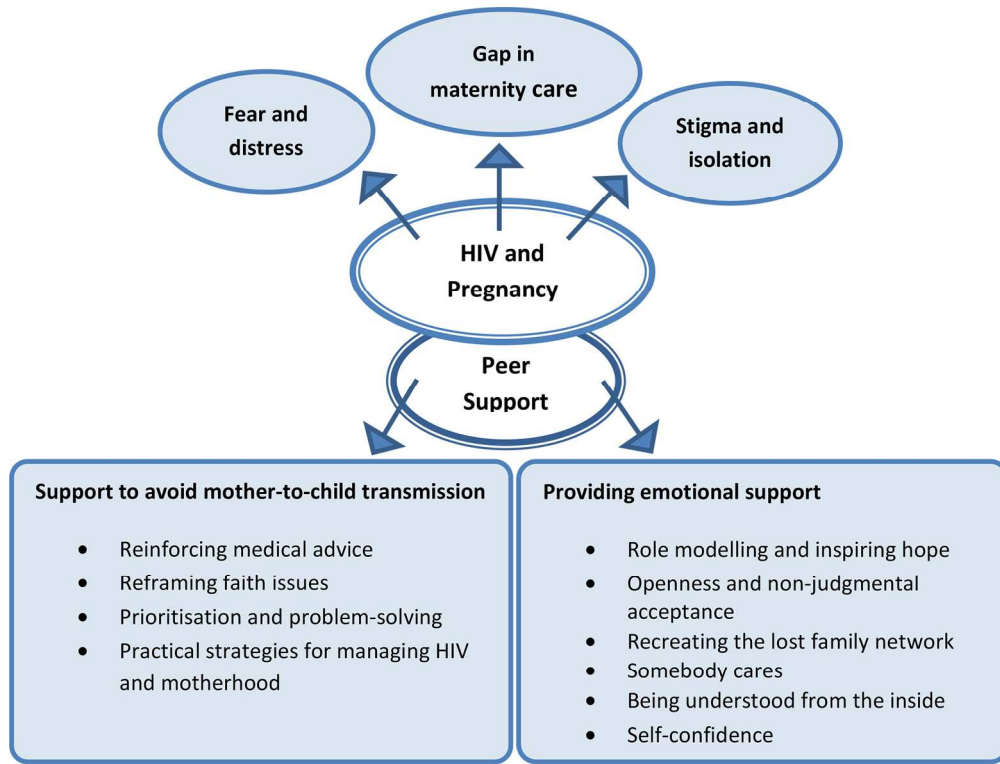 Gap in
maternity care
Fear and
distress
Stigma and
isolation
HIV and
Pregnancy
Peer
Support
Support to avoid mother-to-child transmission
• Reinforcing medical advice
• Reframing faith issues
• Prioritisation and problem-solving
• Practical strategies for managing HIV
and motherhood
Providing emotional support
• Role modelling and inspiring hope
• Openness and non-judgmental
acceptance
• Recreating the lost family network
• Somebody cares
• Being understood from the inside
• Self-confidence